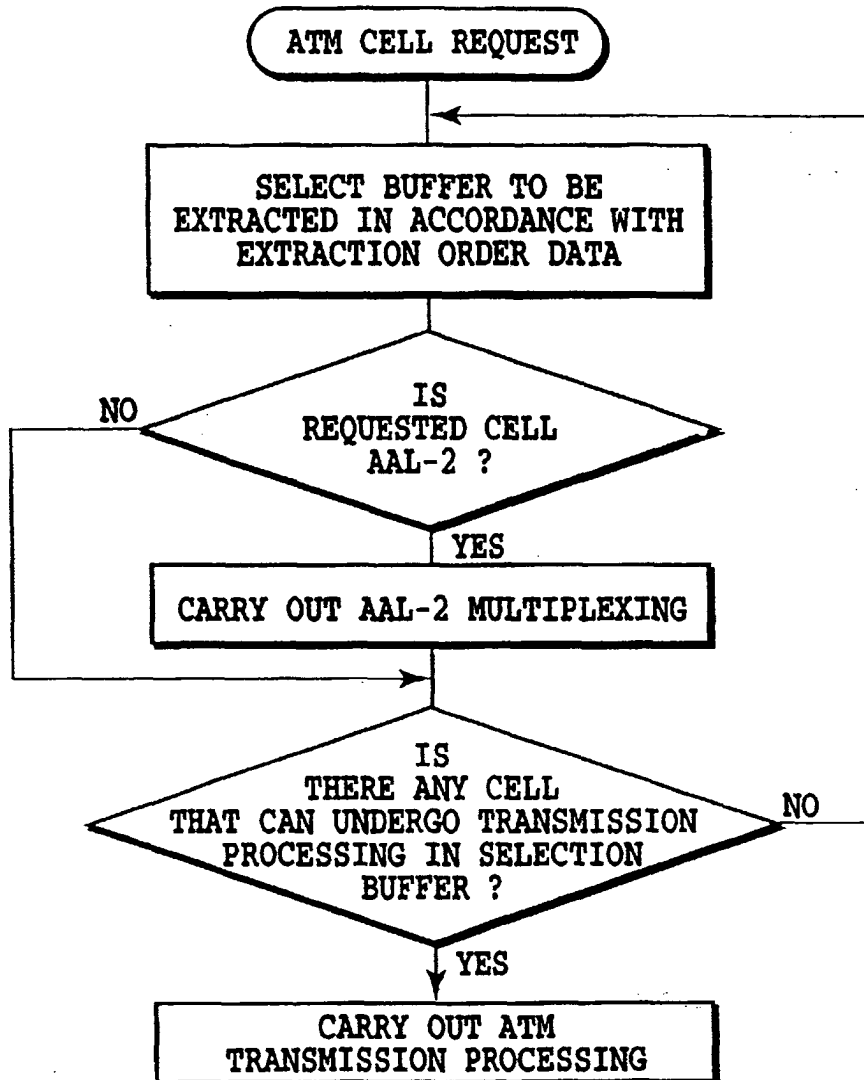 ATM CELL REQUEST
SELECT BUFFER TO BE
EXTRACTED IN ACCORDANCE WITH
EXTRACTION ORDER DATA
IS
REQUESTED CELL
AAL-2 ?
NO
YES
CARRY OUT AAL-2 MULTIPLEXING
IS
THERE ANY CELL
THAT CAN UNDERGO TRANSMISSION
PROCESSING IN SELECTION
BUFFER ?
NO
YES
CARRY OUT ATM
TRANSMISSION PROCESSING